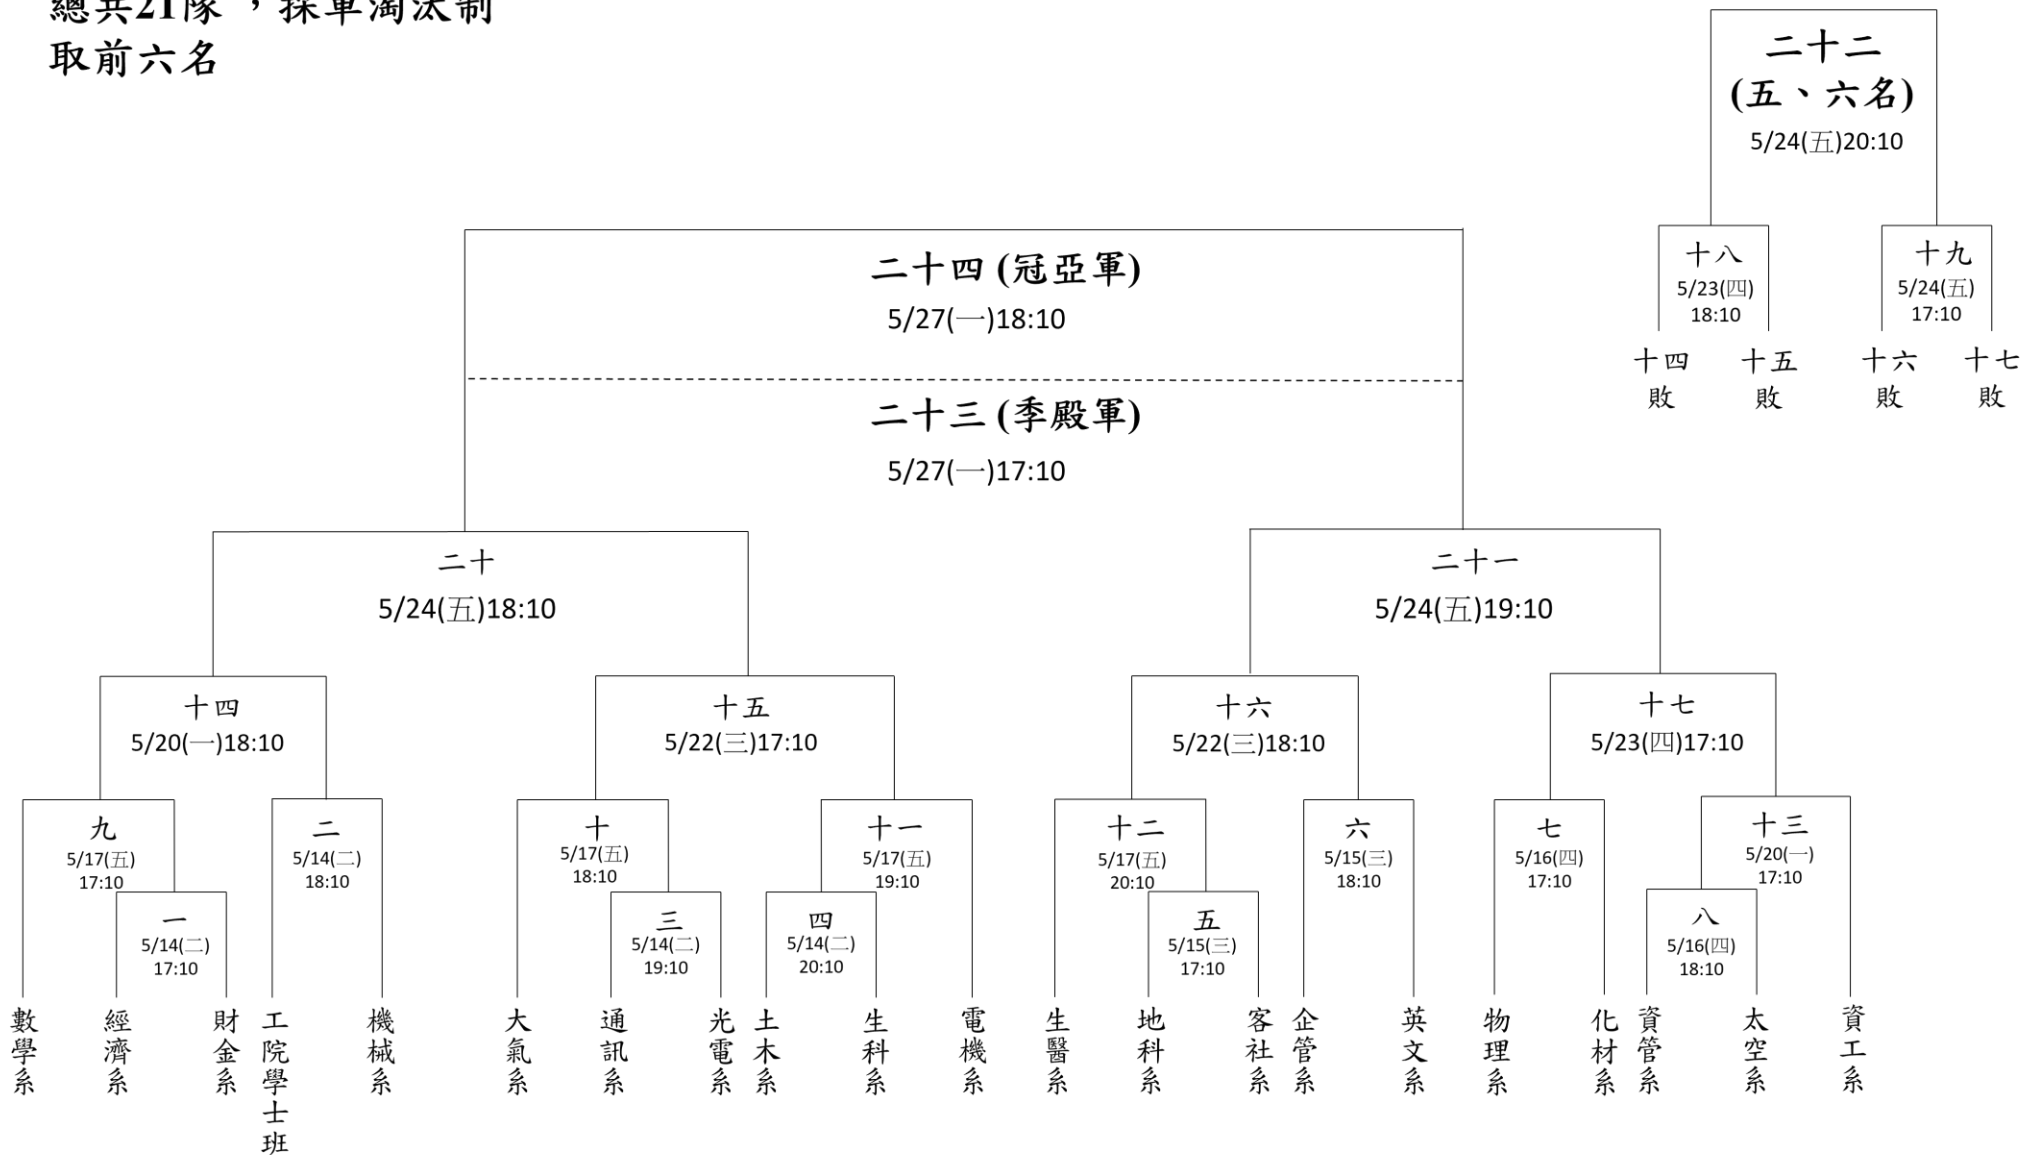 總共21隊，採單淘汰制
取前六名
二十二
(五、六名)
5/24(五)20:10
十八
5/23(四)
18:10
十九
5/24(五)
17:10
十四
敗
十五
敗
十六
敗
十七
敗
二十四 (冠亞軍)
5/27(一)18:10
二十三 (季殿軍)
5/27(一)17:10
二十
5/24(五)18:10
二十一
5/24(五)19:10
十四
5/20(一)18:10
十五
5/22(三)17:10
十六
5/22(三)18:10
十七
5/23(四)17:10
九
5/17(五)
17:10
二
5/14(二)
18:10
十
5/17(五)
18:10
十一
5/17(五)
19:10
十二
5/17(五)
20:10
六
5/15(三)
18:10
七
5/16(四)
17:10
十三
5/20(一)
17:10
一
5/14(二)
17:10
三
5/14(二)
19:10
四
5/14(二)
20:10
五
5/15(三)
17:10
八
5/16(四)
18:10
數學系
經濟系
財金系
工院學士班
機械系
大氣系
通訊系
光電系
土木系
生科系
電機系
生醫系
地科系
客社系
企管系
英文系
物理系
化材系
資管系
太空系
資工系